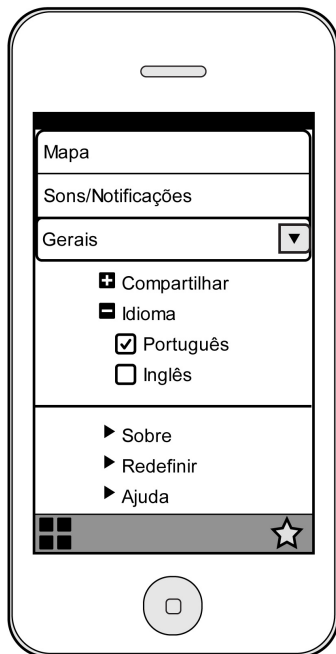 Mapa
Sons/Notificações
Gerais
Compartilhar
Idioma
Português
Inglês
Sobre
Redefinir
Ajuda